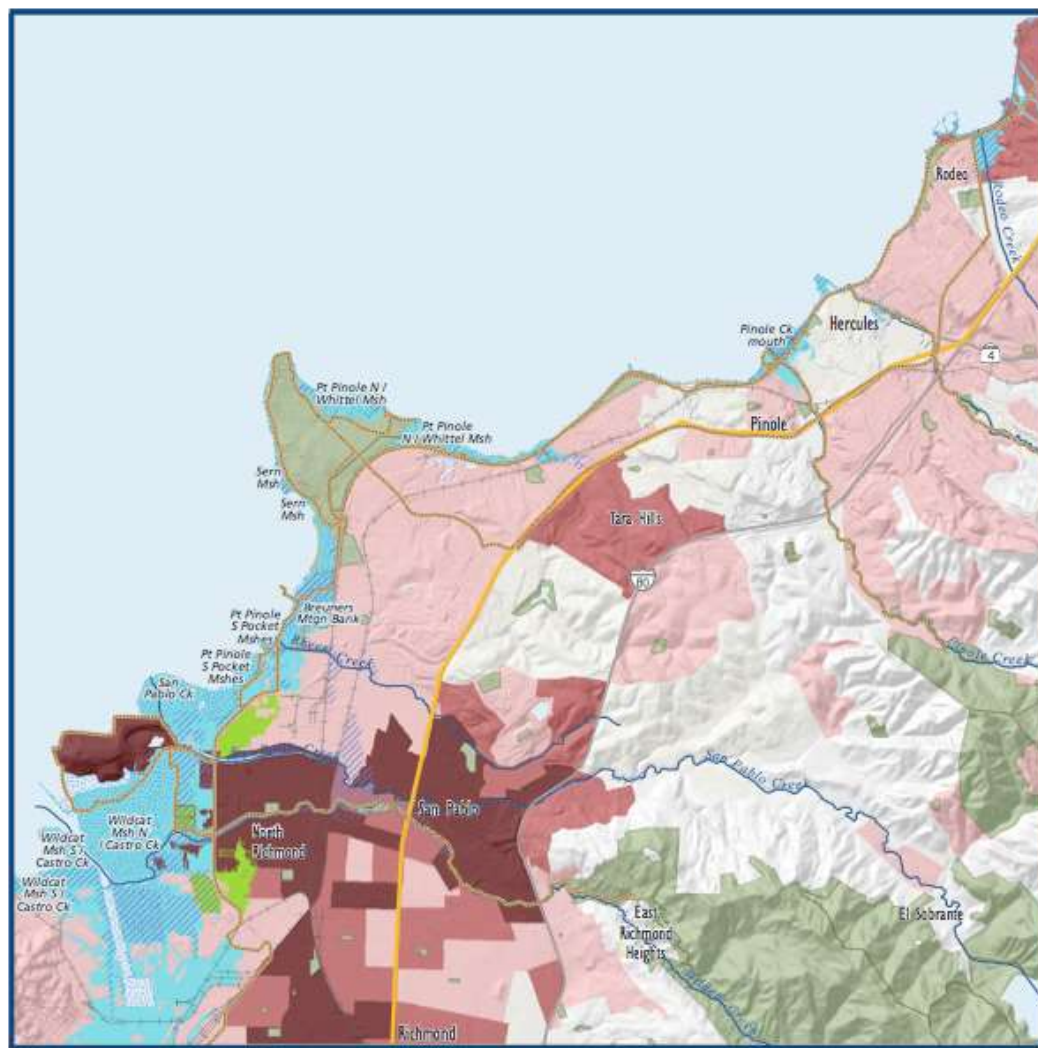 Rodeo
Rodeo Creek
Hercules
Pinole Ck
mouth
4
Pt Pinole N /
Whittel Msh
Pt Pinole
N / Whittel Msh
Pinole
Sern
Msh
Sern
Msh
Tara Hills
80
Breuners
Mtgn Bank
Pt Pinole
S Pocket
Mshes
Rheem Creek
Pt Pinole
S Pocket
Mshes
Pinole Creek
San
Pablo Ck
San Pablo Creek
San Pablo
Wildcat
Msh N
/ Castro Ck
North
Richmond
Wildcat
Msh S /
Castro Ck
Wildcat
Msh S /
Castro Ck
East
Richmond
Heights
El Sobrante
Richmond